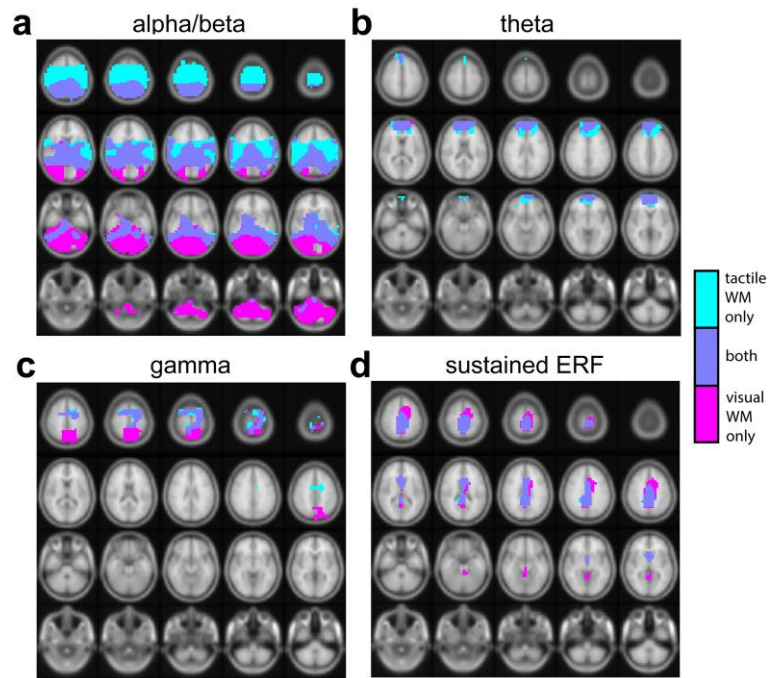 a alpha/beta
b theta
c gamma
d sustained ERF
tactile
WM
only
both
visual
WM
only